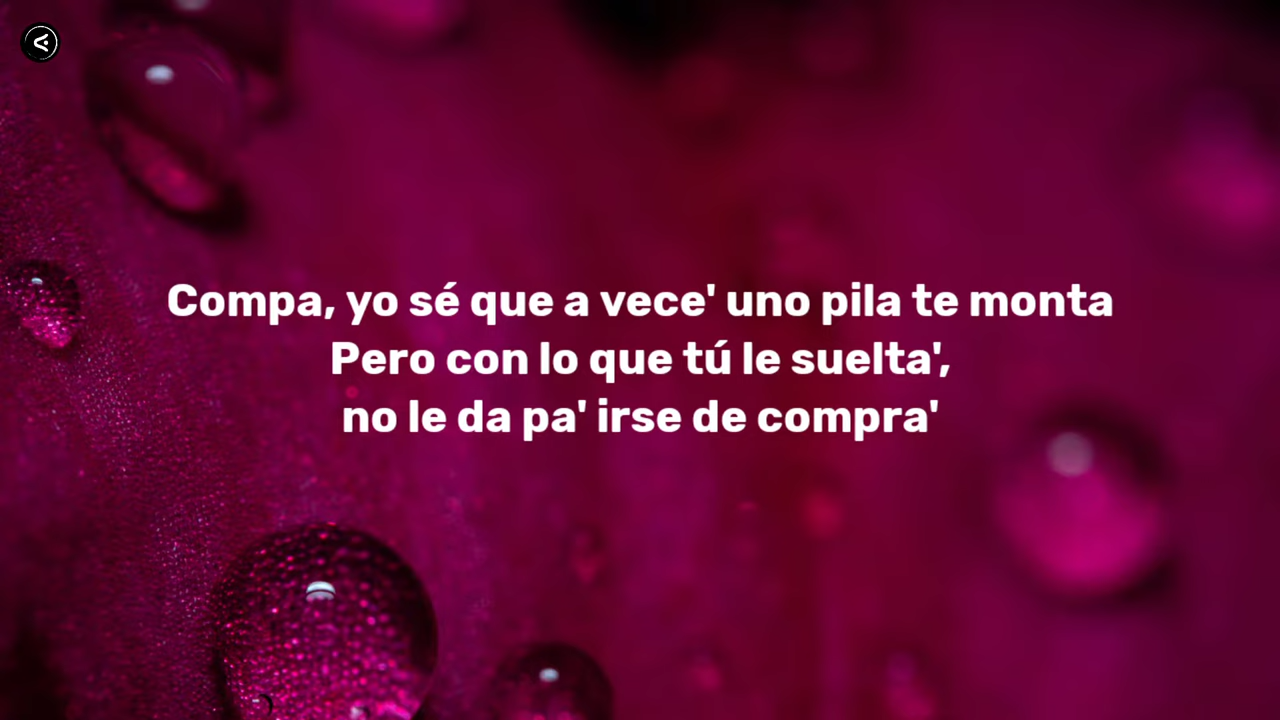 Compa, yo sé que a vece' uno pila te monta
Pero con lo que tú le suelta',
no le da pa' irse de compra'